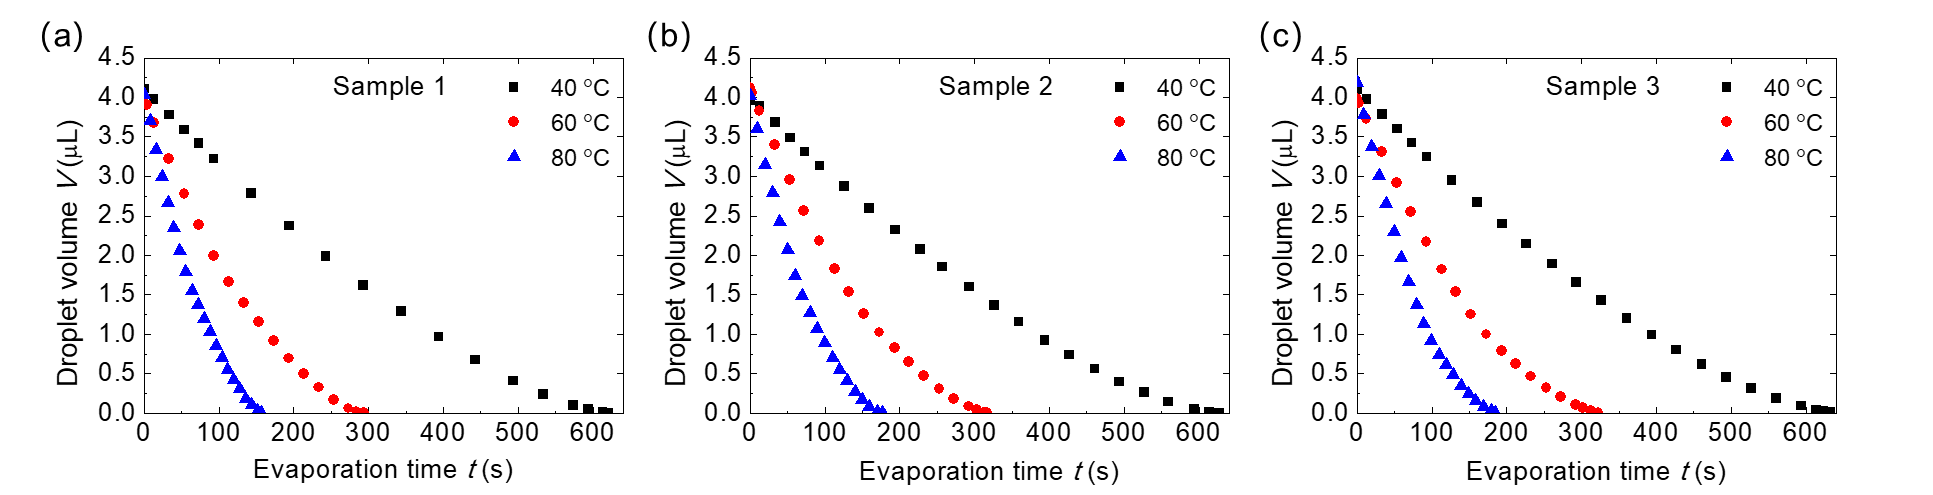 (a)
Sample 1
40 °C
60 °C
80 °C
4.5
4.0
3.5
3.0
2.5
2.0
1.5
1.0
0.5
0.0
0 100 200 300 400 500 600
Droplet volume V (μL)
Evaporation time t (s)
(b)
Sample 2
40 °C
60 °C
80 °C
4.5
4.0
3.5
3.0
2.5
2.0
1.5
1.0
0.5
0.0
0 100 200 300 400 500 600
Droplet volume V (μL)
Evaporation time t (s)
(c)
Sample 3
40 °C
60 °C
80 °C
4.5
4.0
3.5
3.0
2.5
2.0
1.5
1.0
0.5
0.0
0 100 200 300 400 500 600
Droplet volume V (μL)
Evaporation time t (s)